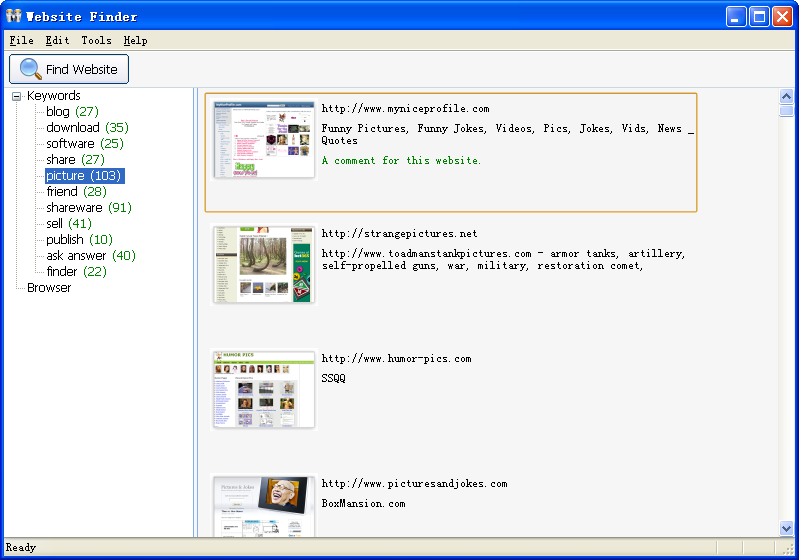 Website Finder
File Edit Tools Help
Find Website
Keywords
blog (27)
download (35)
software (25)
share (27)
picture (103)
friend (28)
shareware (91)
sell (41)
publish (10)
ask answer (40)
finder (22)
Browser
http://www.myniceprofile.com
Funny Pictures, Funny Jokes, Videos, Pics, Jokes, Vids, News _
Quotes
A comment for this website.
http://strangepictures.net
http://www.toadmanstankpictures.com - armor tanks, artillery,
self-propelled guns, war, military, restoration comet,
HUMOR PICS
http://www.humor-pics.com
SSQQ
Pictures & Jokes
http://www.picturesandjokes.com
BoxMansion.com
Ready